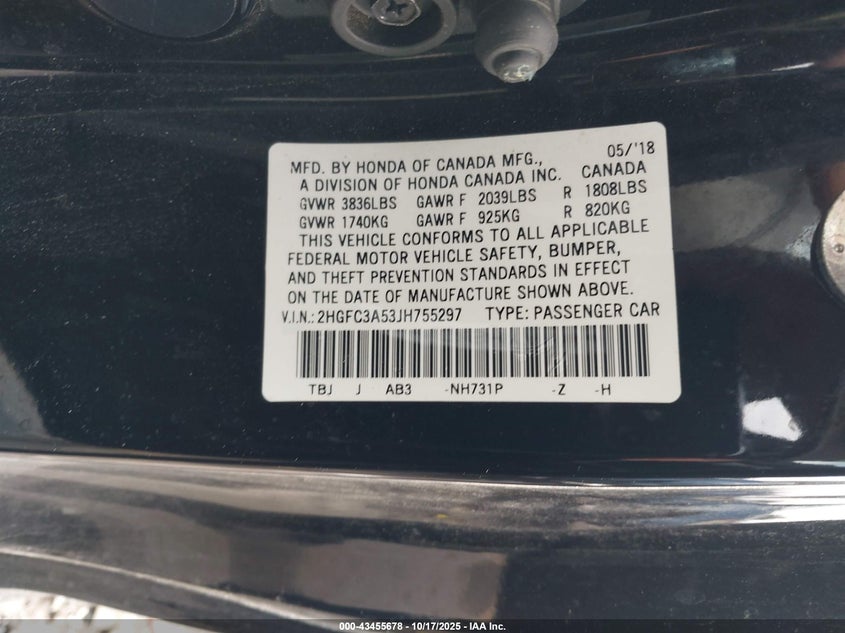 MFD. BY HONDA OF CANADA MFG., 05/'18
A DIVISION OF HONDA CANADA INC. CANADA
GVWR 3836LBS GAWR F 2039LBS R 1808LBS
GVWR 1740KG GAWR F 925KG R 820KG
THIS VEHICLE CONFORMS TO ALL APPLICABLE
FEDERAL MOTOR VEHICLE SAFETY, BUMPER,
AND THEFT PREVENTION STANDARDS IN EFFECT
ON THE DATE OF MANUFACTURE SHOWN ABOVE.
V.I.N.: 2HGFC3A53JH755297 TYPE: PASSENGER CAR
TBJ J AB3 -NH731P -Z -H
000-43455678 - 10/17/2025 - IAA Inc.